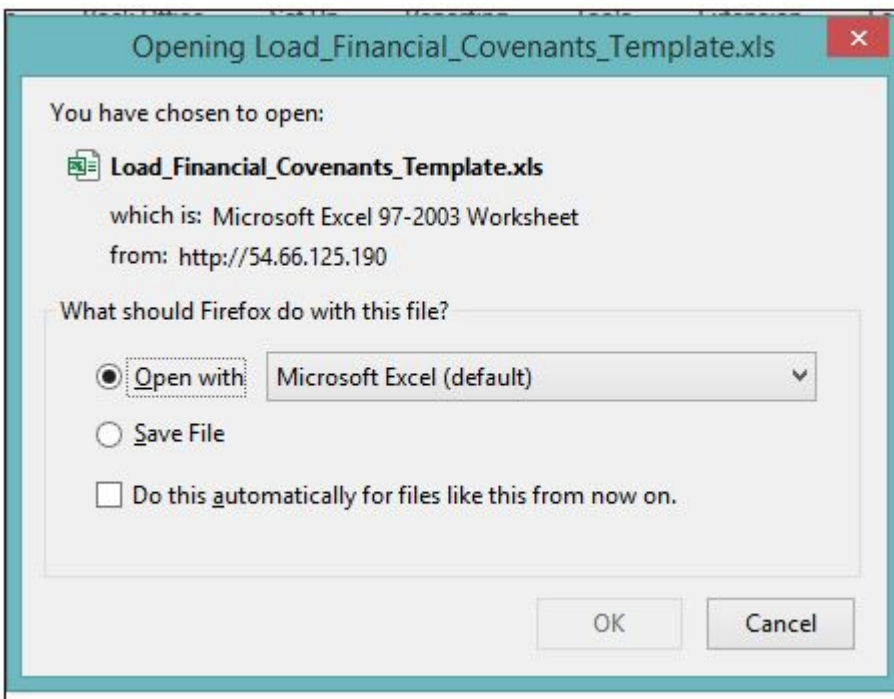 Opening Load_Financial_Covenants_Template.xls
You have chosen to open:
Load_Financial_Covenants_Template.xls
which is: Microsoft Excel 97-2003 Worksheet
from: http://54.66.125.190
What should Firefox do with this file?
Open with Microsoft Excel (default)
Save File
Do this automatically for files like this from now on.
OK Cancel